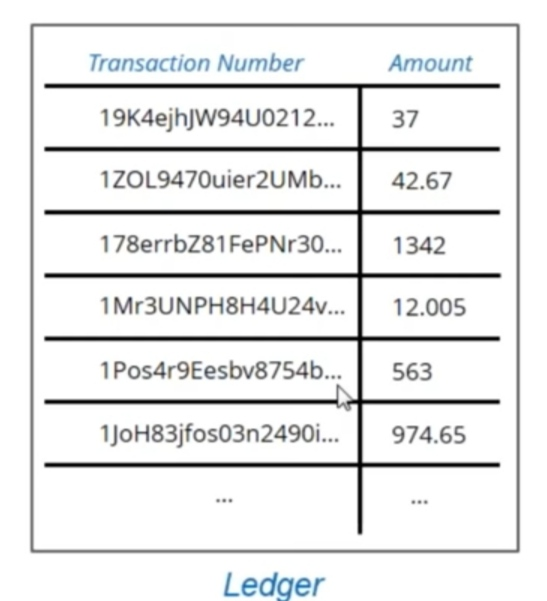 Transaction Number Amount
19K4ejhJW94U0212... 37
1ZOL9470uier2UMb... 42.67
178errbZ81FePNr30... 1342
1Mr3UNPH8H4U24v... 12.005
1Pos4r9Eesbv8754b... 563
1JoH83jfos03n2490i... 974.65
... ...
Ledger